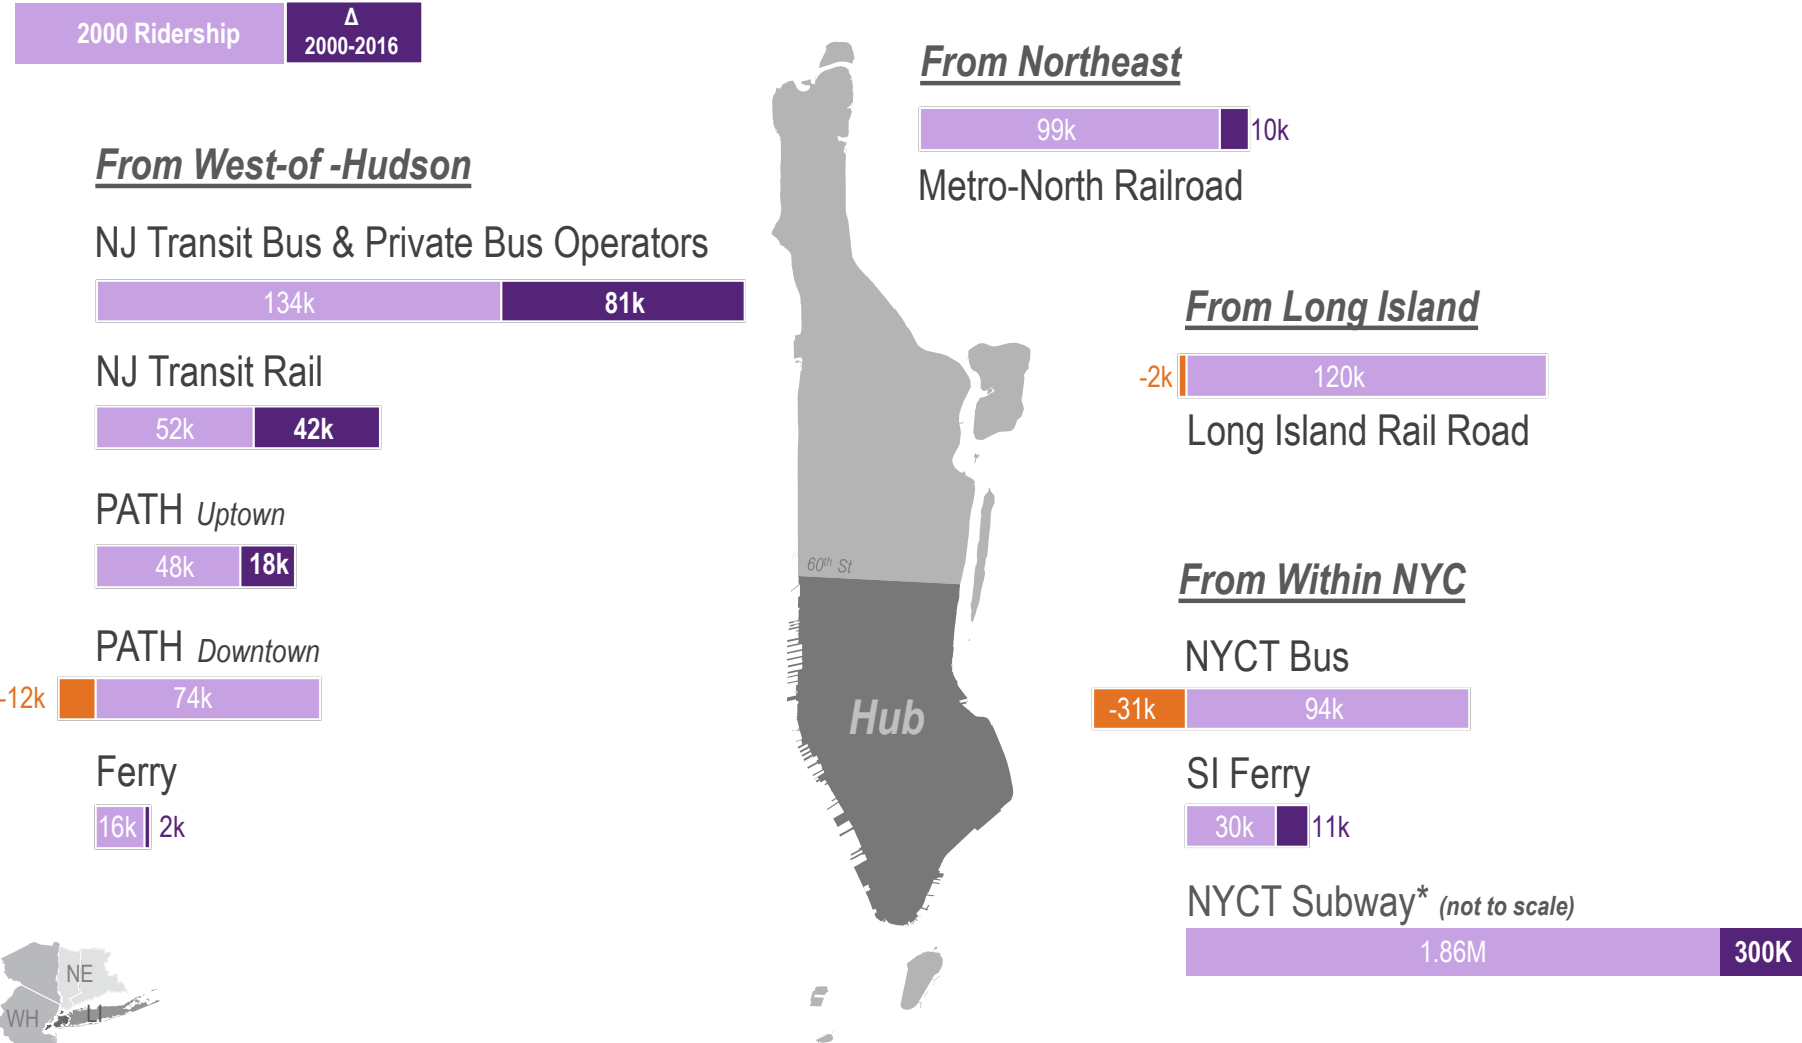 2000 Ridership
Δ
2000-2016
From West-of -Hudson
NJ Transit Bus & Private Bus Operators
134k
81k
NJ Transit Rail
52k
42k
PATH Uptown
48k
18k
PATH Downtown
-12k
74k
Ferry
16k
2k
NE
WH
LI
60th St
Hub
From Northeast
99k
10k
Metro-North Railroad
From Long Island
-2k
120k
Long Island Rail Road
From Within NYC
NYCT Bus
-31k
94k
SI Ferry
30k
11k
NYCT Subway* (not to scale)
1.86M
300K